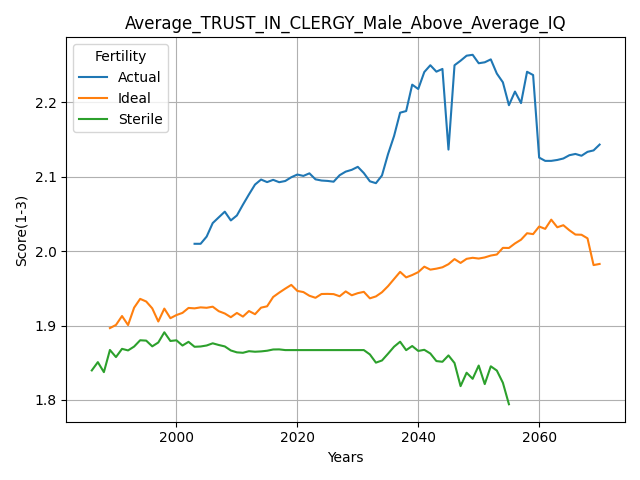 Average_TRUST_IN_CLERGY_Male_Above_Average_IQ
Fertility
Actual
Ideal
Sterile
Score(1-3)
2.2
2.1
2.0
1.9
1.8
2000
2020
2040
2060
Years